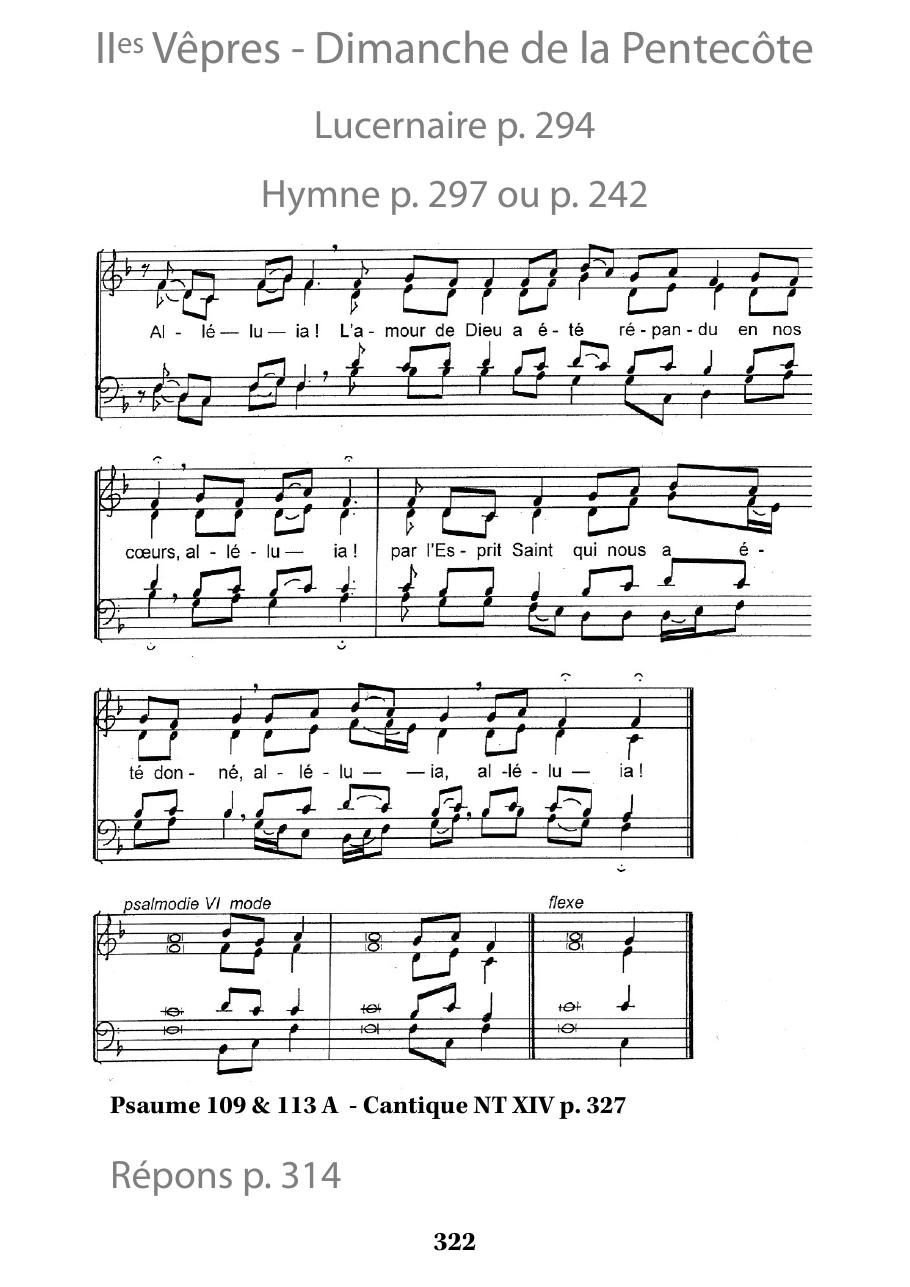 IIes Vêpres - Dimanche de la Pentecôte
Lucernaire p. 294
Hymne p. 297 ou p. 242
Al - lé — lu — ia ! L'a - mour de Dieu a é - té ré - pan - du en nos
cœurs, al - lé - lu — ia ! par l'Es - prit Saint qui nous a é -
té don - né, al - lé - lu — — ia, al - lé - lu — ia !
psalmodie VI mode flexe
Psaume 109 & 113 A - Cantique NT XIV p. 327
Répons p. 314
322